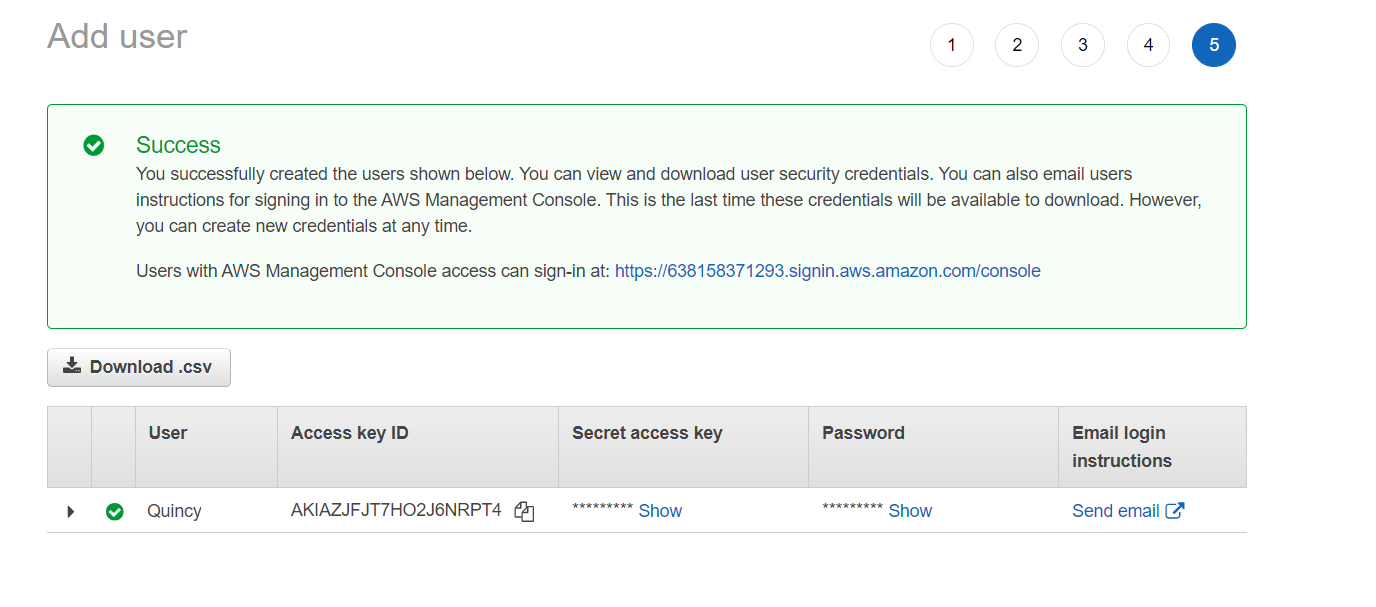 Add user
1 2 3 4 5
Success
You successfully created the users shown below. You can view and download user security credentials. You can also email users
instructions for signing in to the AWS Management Console. This is the last time these credentials will be available to download. However,
you can create new credentials at any time.
Users with AWS Management Console access can sign-in at: https://638158371293.signin.aws.amazon.com/console
Download .csv
User Access key ID Secret access key Password Email login
instructions
Quincy AKIAZJFJT7HO2J6NRPT4 ********* Show ********* Show Send email